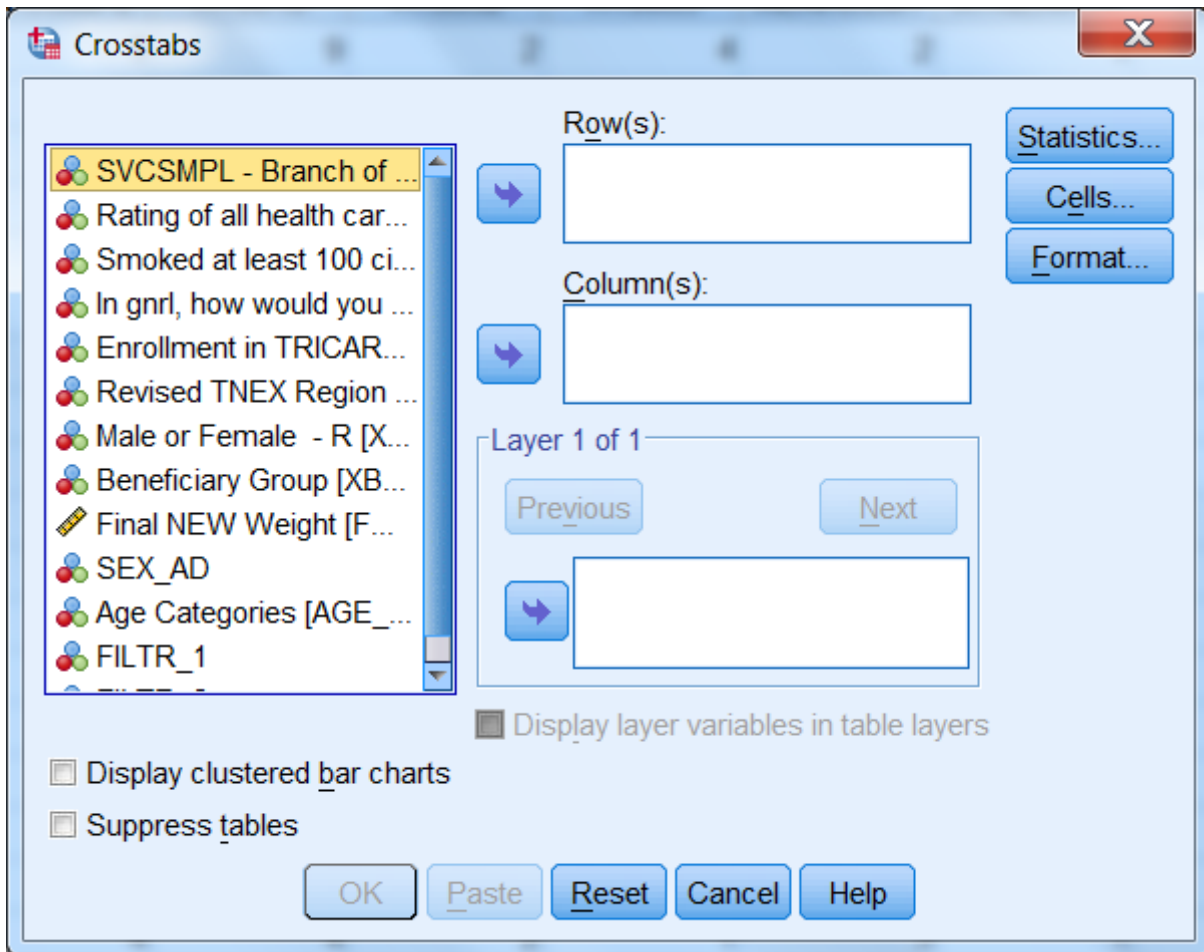 Crosstabs
SVCSMPL - Branch of ...
Rating of all health car...
Smoked at least 100 ci...
In gnrl, how would you ...
Enrollment in TRICAR...
Revised TNEX Region ...
Male or Female  - R [X...
Beneficiary Group [XB...
Final NEW Weight [F...
SEX_AD
Age Categories [AGE_...
FILTR_1
Row(s):
Column(s):
Layer 1 of 1
Previous
Next
Display layer variables in table layers
Statistics...
Cells...
Format...
Display clustered bar charts
Suppress tables
OK
Paste
Reset
Cancel
Help